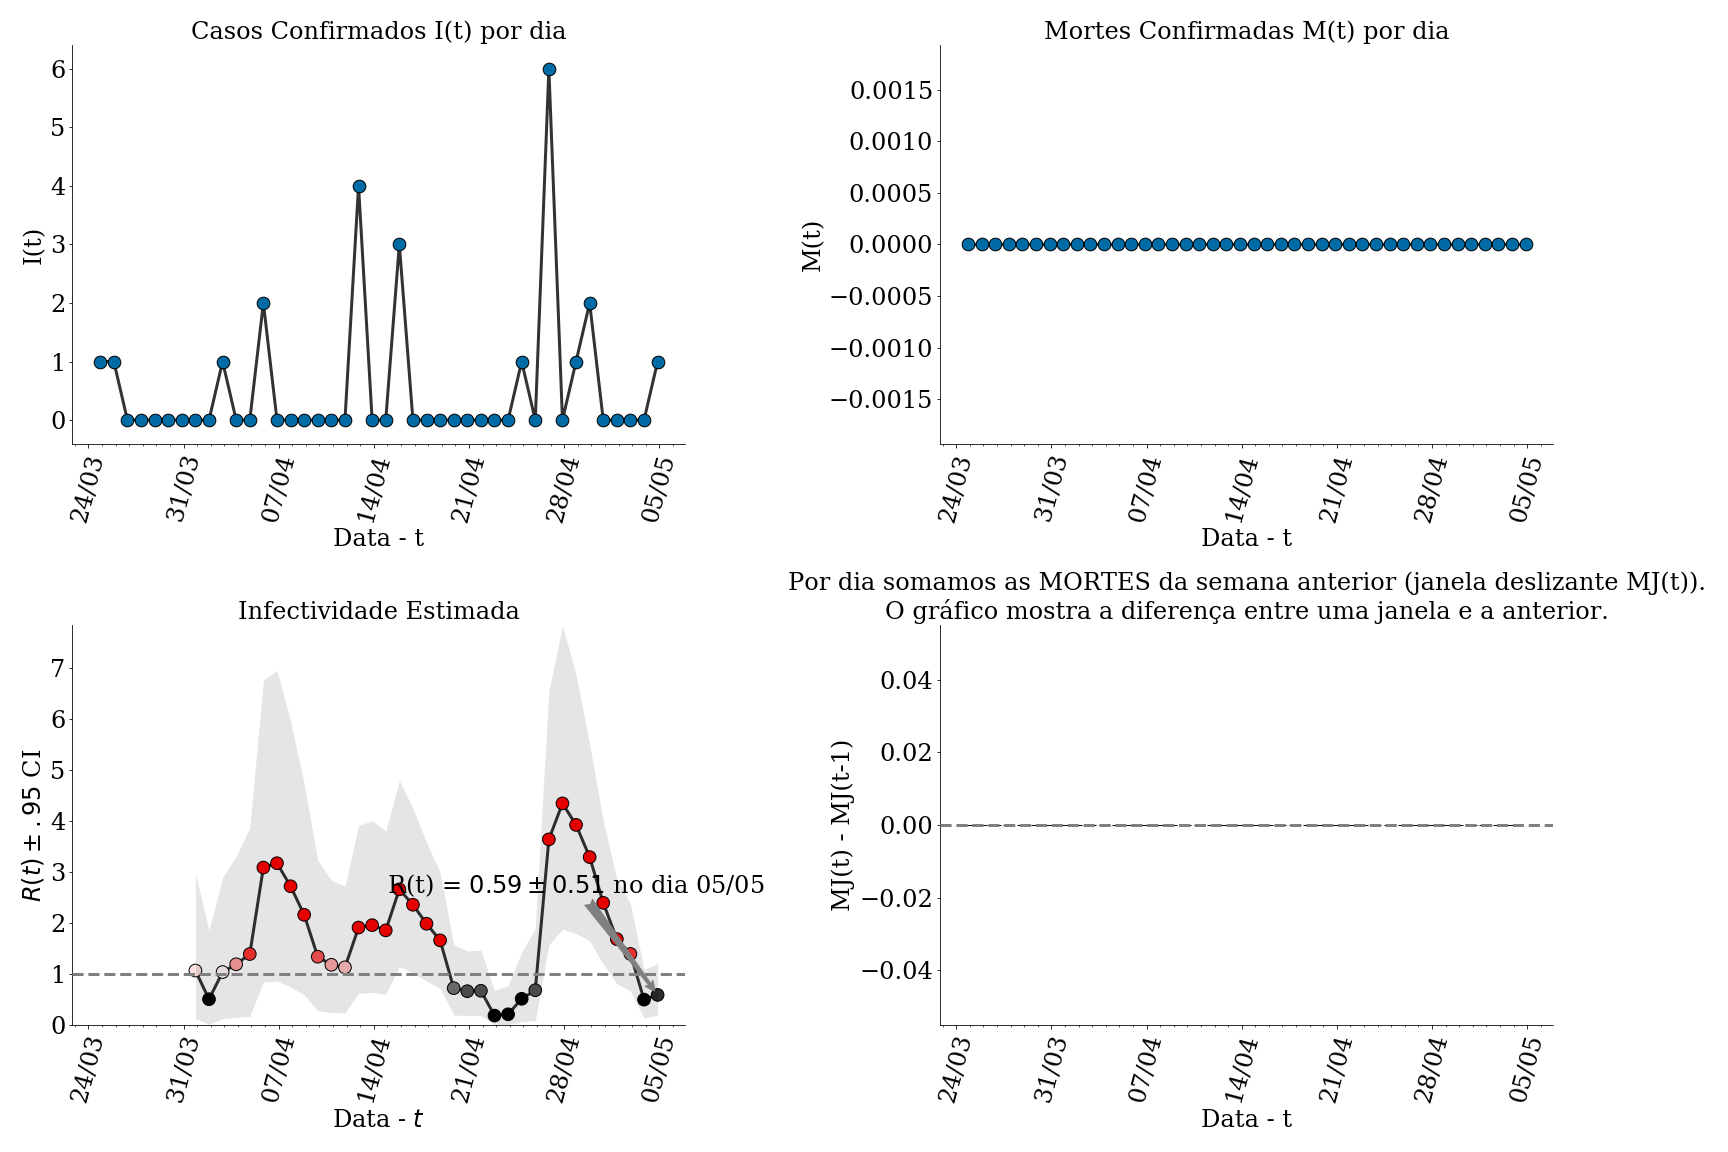 Casos Confirmados I(t) por dia
6
5
4
3
2
1
0
I(t)
24/03 31/03 07/04 14/04 21/04 28/04 05/05
Data - t
Mortes Confirmadas M(t) por dia
0.0015
0.0010
0.0005
0.0000
−0.0005
−0.0010
−0.0015
M(t)
24/03 31/03 07/04 14/04 21/04 28/04 05/05
Data - t
Infectividade Estimada
7
6
5
4
3
2
1
0
R(t) ± .95 CI
R(t) = 0.59 ± 0.51 no dia 05/05
24/03 31/03 07/04 14/04 21/04 28/04 05/05
Data - t
Por dia somamos as MORTES da semana anterior (janela deslizante MJ(t)).
O gráfico mostra a diferença entre uma janela e a anterior.
0.04
0.02
0.00
−0.02
−0.04
MJ(t) - MJ(t-1)
24/03 31/03 07/04 14/04 21/04 28/04 05/05
Data - t